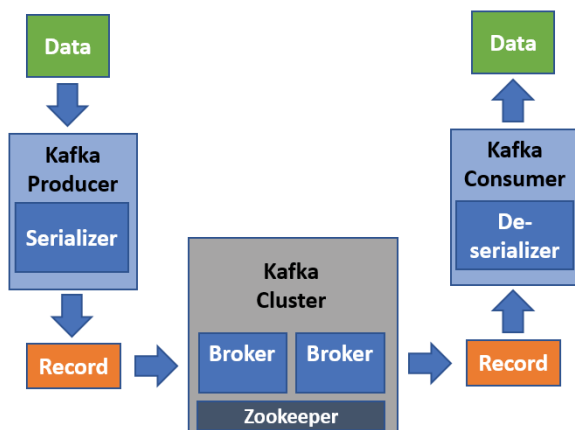 Data
Kafka
Producer
Serializer
Record
Kafka
Cluster
Broker
Broker
Zookeeper
Data
Kafka
Consumer
De-
serializer
Record